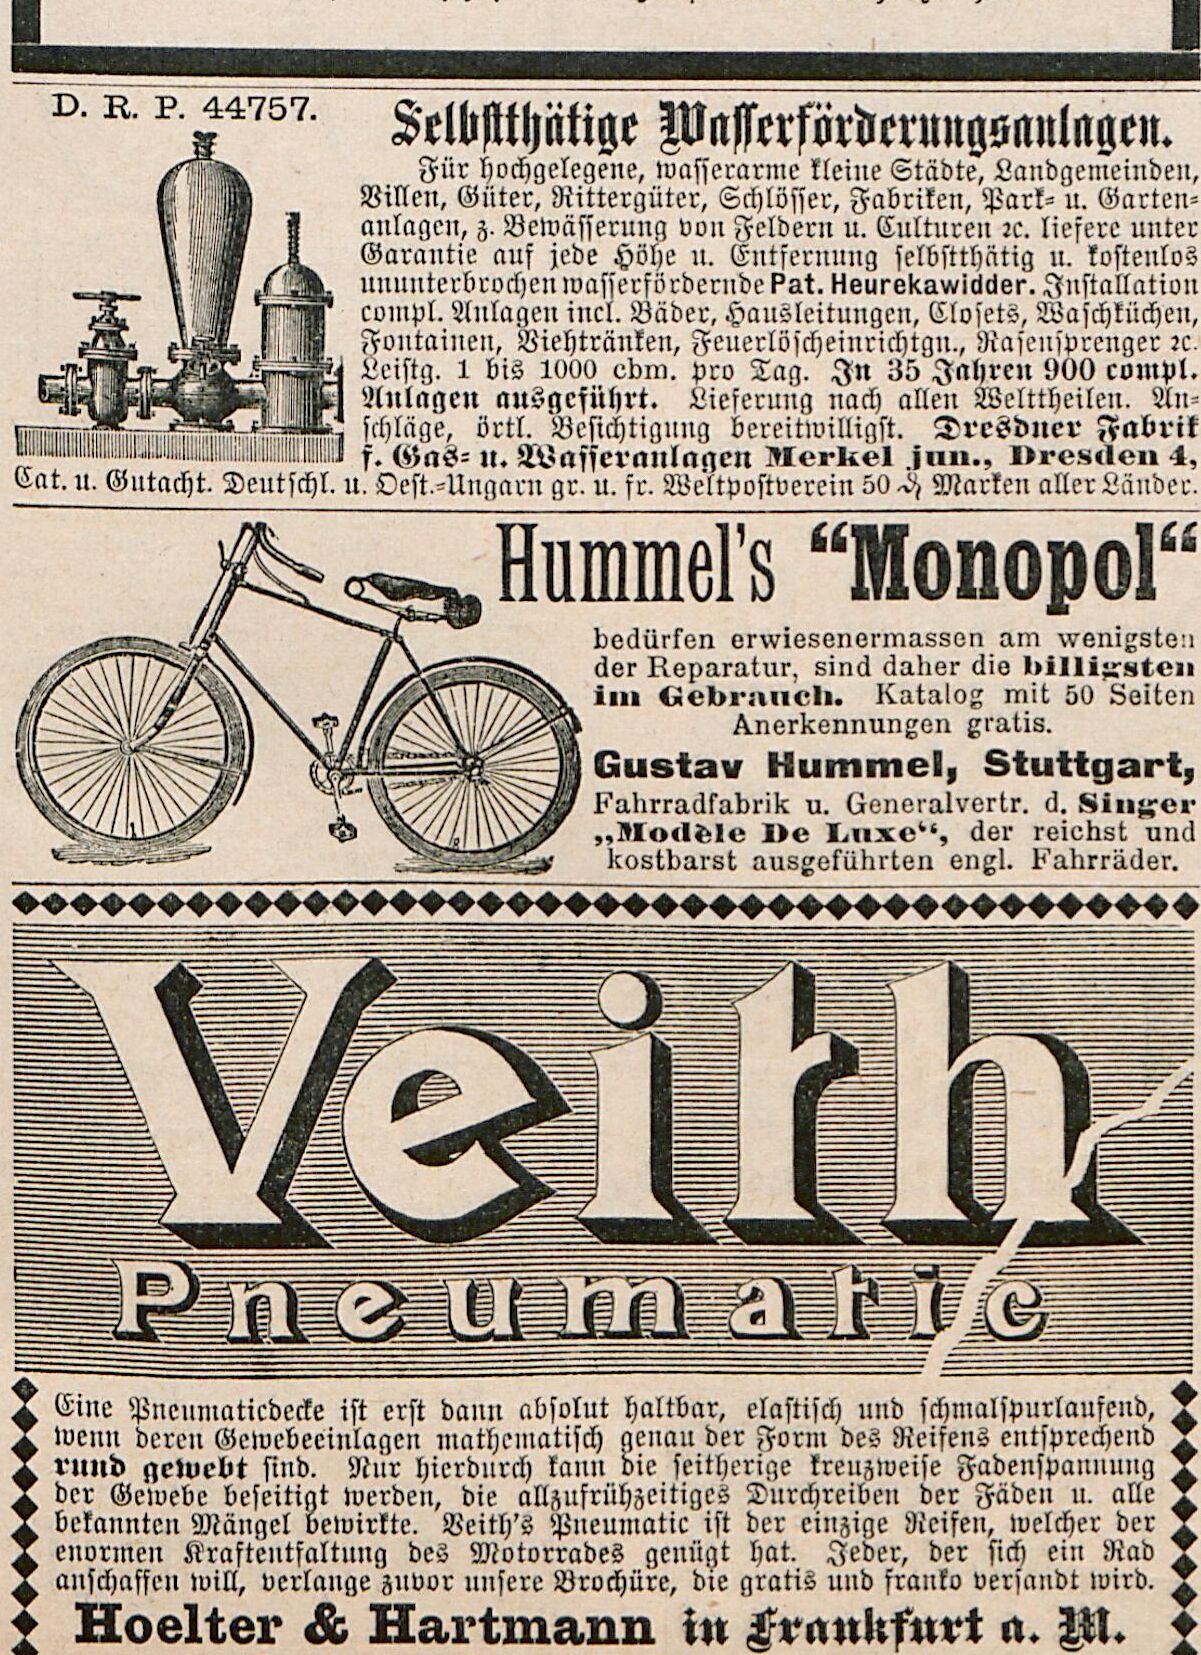 D. R. P. 44757.
Selbstthätige Wasserförderungsanlagen.
Für hochgelegene, wasserarme kleine Städte, Landgemeinden,
Villen, Güter, Rittergüter, Schlösser, Fabriken, Park- u. Garten-
anlagen, z. Bewässerung von Feldern u. Culturen ꝛc. liefere unter
Garantie auf jede Höhe u. Entfernung selbstthätig u. kostenlos
ununterbrochen wasserfördernde Pat. Heurekawidder. Installation
compl. Anlagen incl. Bäder, Hausleitungen, Closets, Waschküchen,
Fontainen, Viehtränken, Feuerlöscheinrichtgn., Rasensprenger ꝛc.
Leistg. 1 bis 1000 cbm. pro Tag. In 35 Jahren 900 compl.
Anlagen ausgeführt. Lieferung nach allen Welttheilen. An-
schläge, örtl. Besichtigung bereitwilligst. Dresdner Fabrik
f. Gas- u. Wasseranlagen Merkel jun., Dresden 4,
Cat. u. Gutacht. Deutschl. u. Oest.-Ungarn gr. u. fr. Weltpostverein 50 ₰ Marken aller Länder.
Hummel's “Monopol“
bedürfen erwiesenermassen am wenigsten
der Reparatur, sind daher die billigsten
im Gebrauch. Katalog mit 50 Seiten
Anerkennungen gratis.
Gustav Hummel, Stuttgart,
Fahrradfabrik u. Generalvertr. d. Singer
„Modèle De Luxe“, der reichst und
kostbarst ausgeführten engl. Fahrräder.
Veith
Pneumatic
Eine Pneumaticdecke ist erst dann absolut haltbar, elastisch und schmalspurlaufend,
wenn deren Gewebeeinlagen mathematisch genau der Form des Reifens entsprechend
rund gewebt sind. Nur hierdurch kann die seitherige kreuzweise Fadenspannung
der Gewebe beseitigt werden, die allzufrühzeitiges Durchreiben der Fäden u. alle
bekannten Mängel bewirkte. Veith's Pneumatic ist der einzige Reifen, welcher der
enormen Kraftentfaltung des Motorrades genügt hat. Jeder, der sich ein Rad
anschaffen will, verlange zuvor unsere Brochüre, die gratis und franko versandt wird.
Hoelter & Hartmann in Frankfurt a. M.